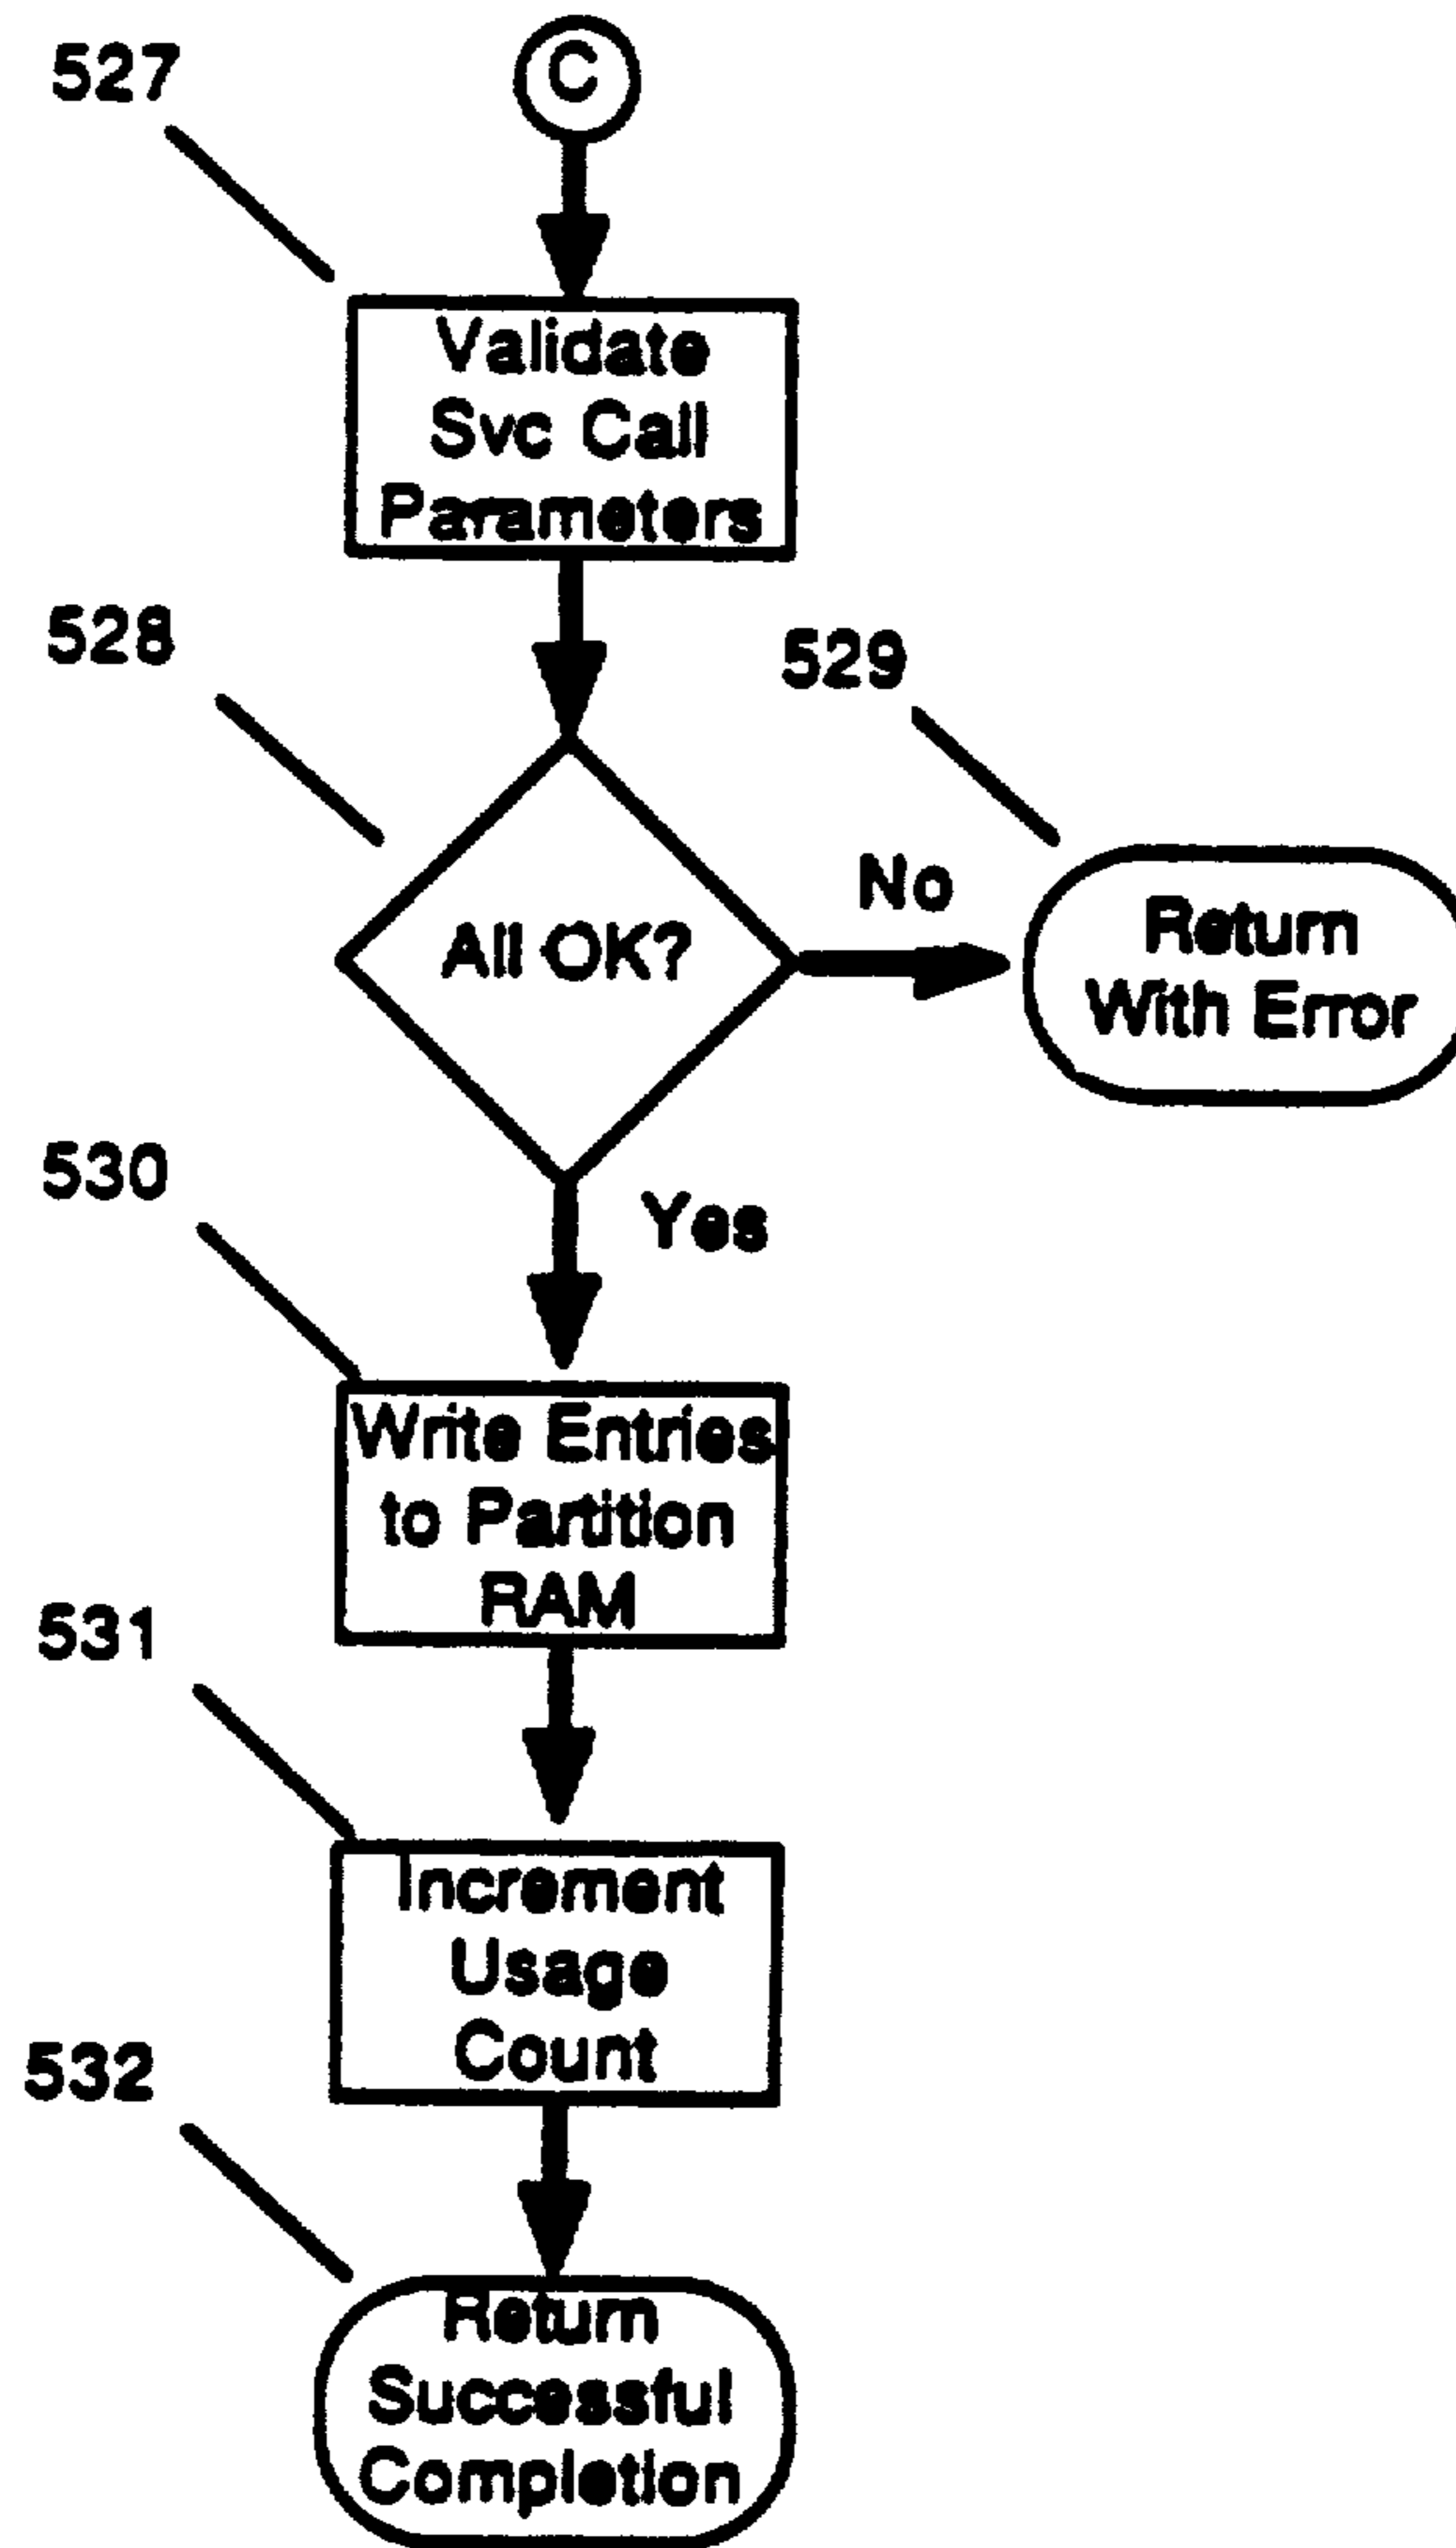 527
C
Validate
Svc Call
Parameters
528
529
All OK?
No
Return
With Error
530
Yes
Write Entries
to Partition
RAM
531
Increment
Usage
Count
532
Return
Successful
Completion